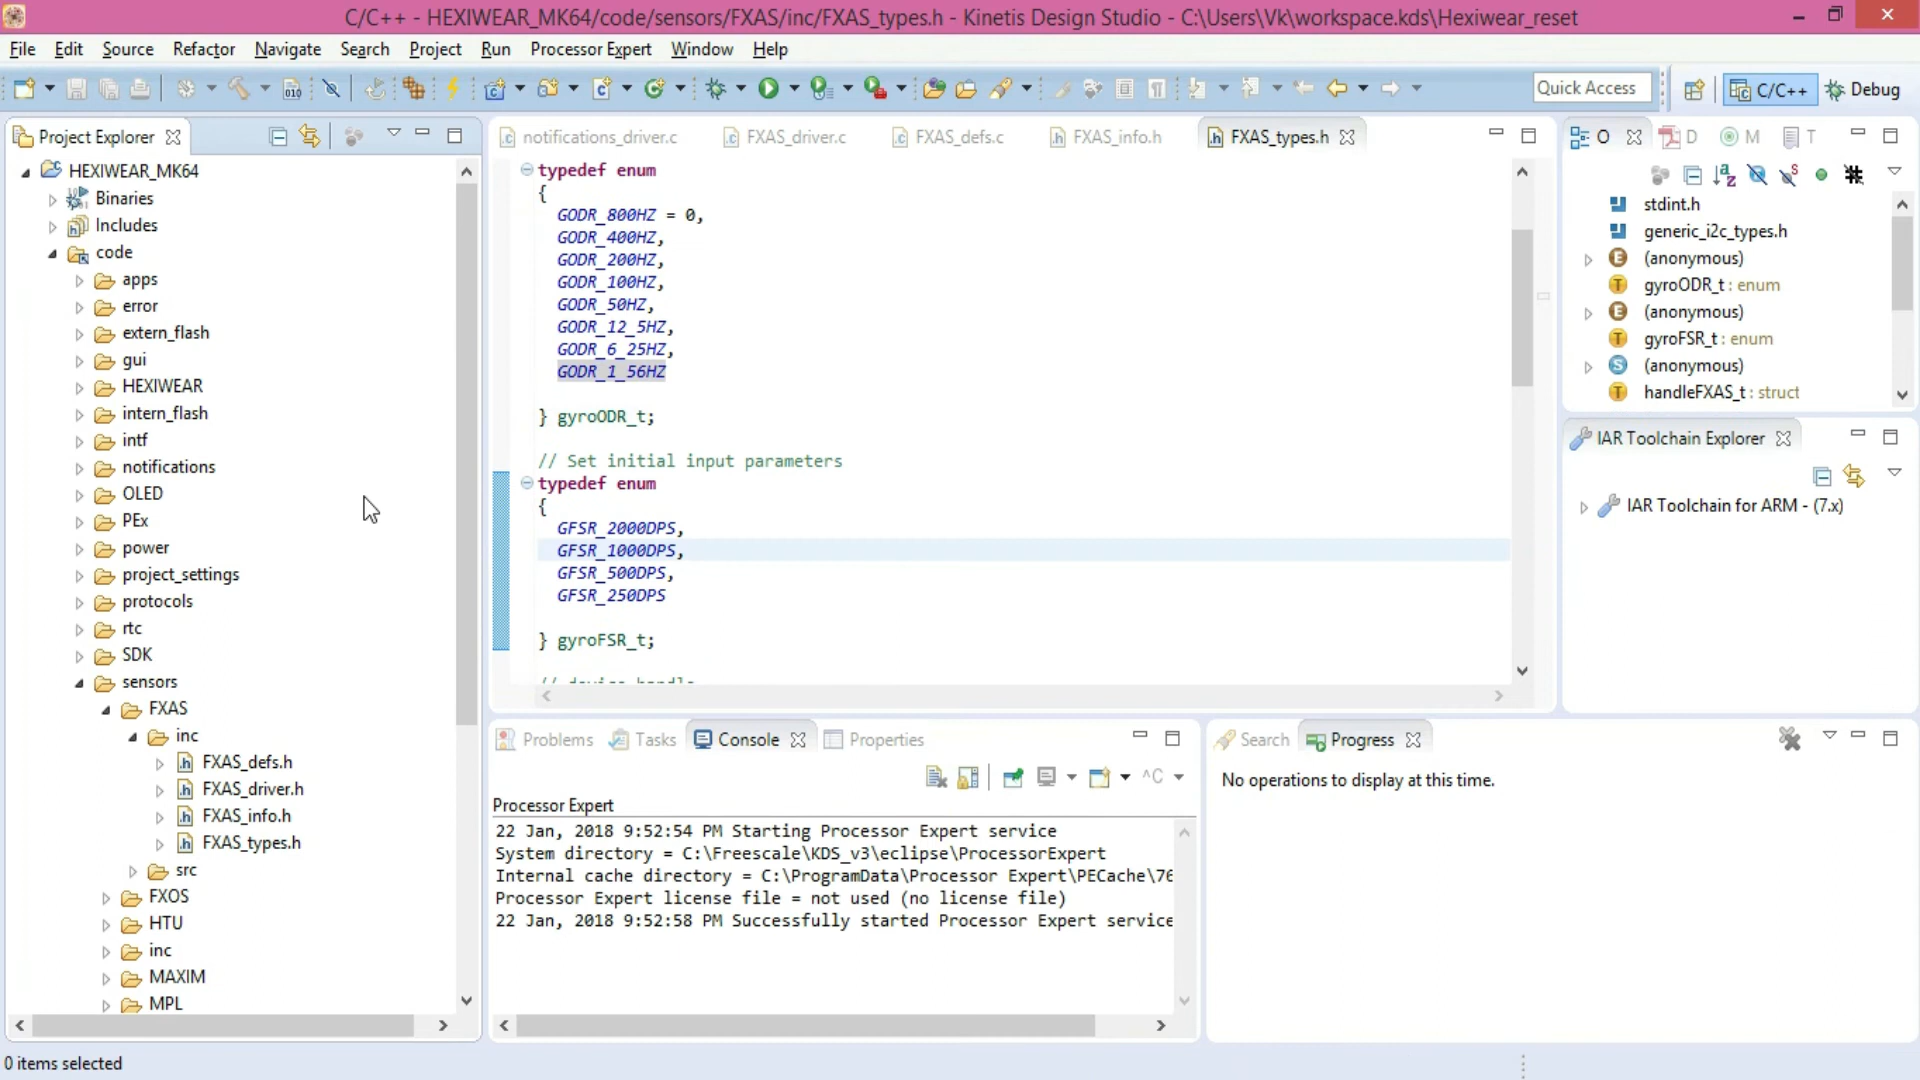 C/C++ - HEXIWEAR_MK64/code/sensors/FXAS/inc/FXAS_types.h - Kinetis Design Studio - C:\Users\Vk\workspace.kds\Hexiwear_reset
File Edit Source Refactor Navigate Search Project Run Processor Expert Window Help
Quick Access
C/C++
Debug
Project Explorer
HEXIWEAR_MK64
Binaries
Includes
code
apps
error
extern_flash
gui
HEXIWEAR
intern_flash
intf
notifications
OLED
PEx
power
project_settings
protocols
rtc
SDK
sensors
FXAS
inc
FXAS_defs.h
FXAS_driver.h
FXAS_info.h
FXAS_types.h
src
FXOS
HTU
inc
MAXIM
MPL
notifications_driver.c FXAS_driver.c FXAS_defs.c FXAS_info.h FXAS_types.h
typedef enum
{
GODR_800HZ = 0,
GODR_400HZ,
GODR_200HZ,
GODR_100HZ,
GODR_50HZ,
GODR_12_5HZ,
GODR_6_25HZ,
GODR_1_56HZ
} gyroODR_t;
// Set initial input parameters
typedef enum
{
GFSR_2000DPS,
GFSR_1000DPS,
GFSR_500DPS,
GFSR_250DPS
} gyroFSR_t;
// device handle
O D M T
stdint.h
generic_i2c_types.h
(anonymous)
gyroODR_t : enum
(anonymous)
gyroFSR_t : enum
(anonymous)
handleFXAS_t : struct
IAR Toolchain Explorer
IAR Toolchain for ARM - (7.x)
Problems Tasks Console Properties
Processor Expert
22 Jan, 2018 9:52:54 PM Starting Processor Expert service
System directory = C:\Freescale\KDS_v3\eclipse\ProcessorExpert
Internal cache directory = C:\ProgramData\Processor Expert\PECache\76
Processor Expert license file = not used (no license file)
22 Jan, 2018 9:52:58 PM Successfully started Processor Expert service
Search Progress
No operations to display at this time.
0 items selected